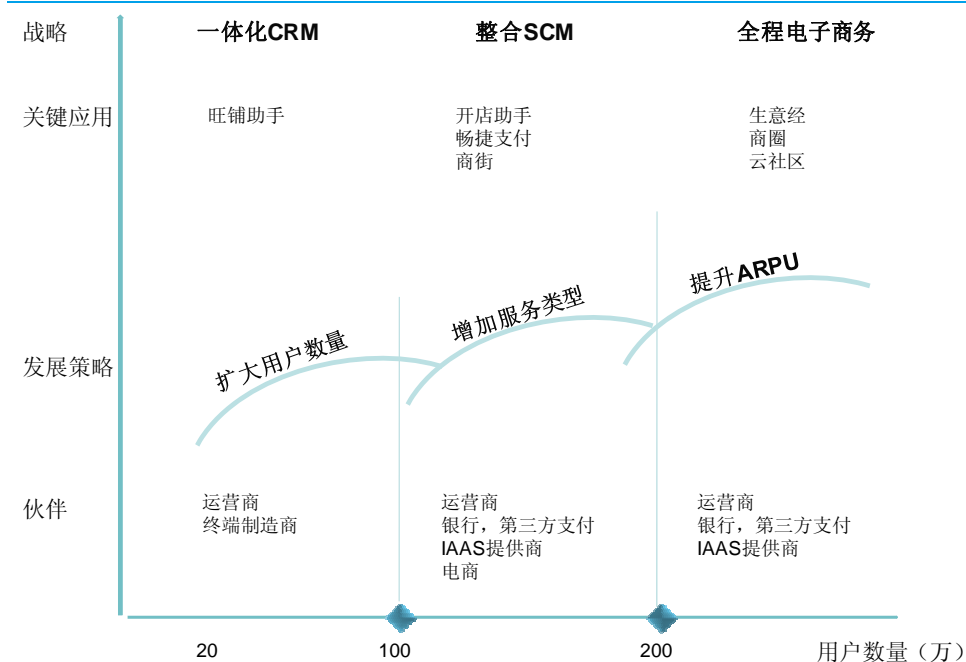 战略
一体化CRM
整合SCM
全程电子商务
关键应用
旺铺助手
开店助手
畅捷支付
商街
生意经
商圈
云社区
发展策略
扩大用户数量
增加服务类型
提升ARPU
伙伴
运营商
终端制造商
运营商
银行，第三方支付
IAAS提供商
电商
运营商
银行，第三方支付
IAAS提供商
20
100
200
用户数量（万）